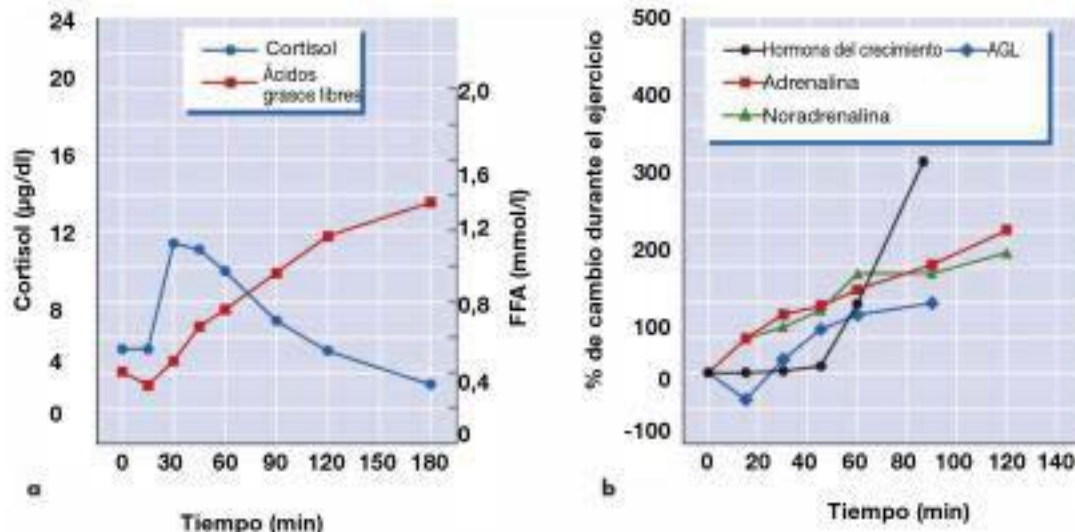 24
20
16
12
8
4
0
Cortisol (µg/dl)
Cortisol
Ácidos
grasos libres
2,0
1,6
1,2
0,8
0,4
0
FFA (mmol/l)
0 30 60 90 120 150 180
a
Tiempo (min)
500
400
300
200
100
0
-100
% de cambio durante el ejercicio
Hormona del crecimiento AGL
Adrenalina
Noradrenalina
0 20 40 60 80 100 120 140
b
Tiempo (min)